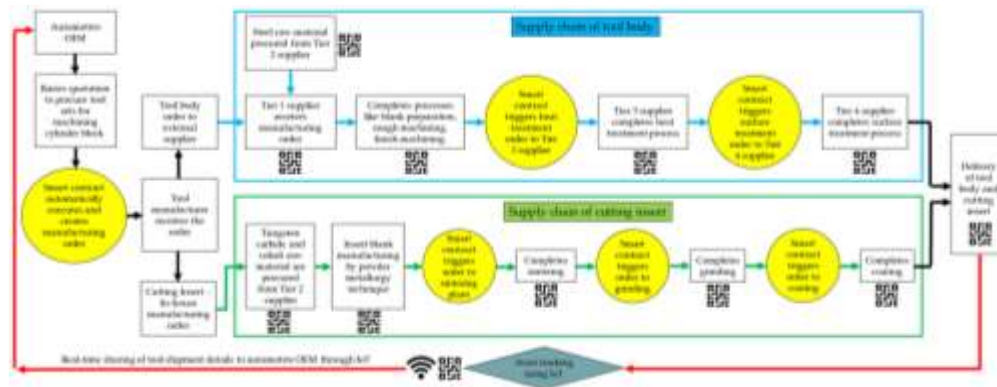 Automotive
OEM
Raises quotation
to procure tool
sets for
machining
cylinder block
Smart contract
automatically
executes and
creates
manufacturing
order
Tool body
order to
external
supplier
Tool
manufacturer
receives the
order
Cutting Insert
In-house
manufacturing
order
Supply chain of tool body
Steel raw material
procured from Tier
2 supplier
Tier 1 supplier
receives
manufacturing
order
Completes processes
like blank preparation,
rough machining,
finish machining
Smart
contract
triggers heat
treatment
order to Tier
3 supplier
Tier 3 supplier
completes heat
treatment process
Smart
contract
triggers
surface
treatment
order to Tier
4 supplier
Tier 4 supplier
completes surface
treatment process
Supply chain of cutting insert
Tungsten
carbide and
cobalt raw
material are
procured
from Tier 2
supplier
Insert blank
manufacturing
by powder
metallurgy
technique
Smart
contract
triggers
order to
sintering
plant
Completes
sintering
Smart
contract
triggers
order to
grinding
Completes
grinding
Smart
contract
triggers
order to
coating
Completes
coating
Delivery
of tool
body and
cutting
insert
Real-time sharing of tool shipment details to automotive OEM through IoT
using IoT